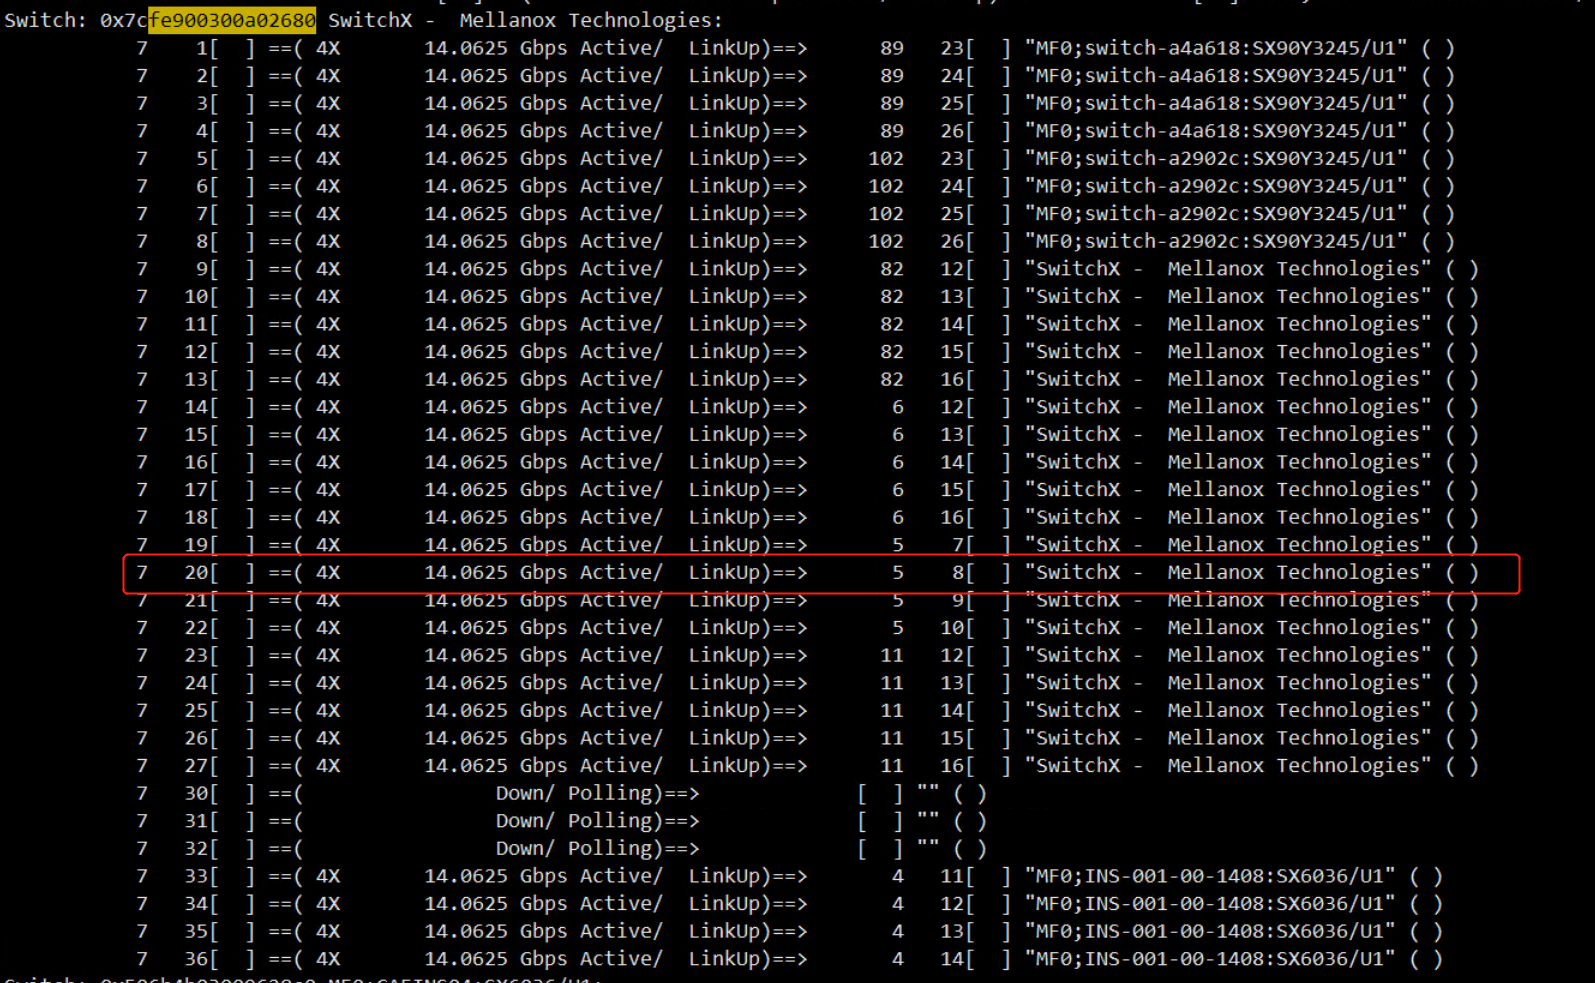 Switch: 0x7cfe900300a02680 SwitchX -  Mellanox Technologies:
7    1[  ] ==( 4X       14.0625 Gbps Active/  LinkUp)==>      89   23[  ] "MF0;switch-a4a618:SX90Y3245/U1" ( )
7    2[  ] ==( 4X       14.0625 Gbps Active/  LinkUp)==>      89   24[  ] "MF0;switch-a4a618:SX90Y3245/U1" ( )
7    3[  ] ==( 4X       14.0625 Gbps Active/  LinkUp)==>      89   25[  ] "MF0;switch-a4a618:SX90Y3245/U1" ( )
7    4[  ] ==( 4X       14.0625 Gbps Active/  LinkUp)==>      89   26[  ] "MF0;switch-a4a618:SX90Y3245/U1" ( )
7    5[  ] ==( 4X       14.0625 Gbps Active/  LinkUp)==>     102   23[  ] "MF0;switch-a2902c:SX90Y3245/U1" ( )
7    6[  ] ==( 4X       14.0625 Gbps Active/  LinkUp)==>     102   24[  ] "MF0;switch-a2902c:SX90Y3245/U1" ( )
7    7[  ] ==( 4X       14.0625 Gbps Active/  LinkUp)==>     102   25[  ] "MF0;switch-a2902c:SX90Y3245/U1" ( )
7    8[  ] ==( 4X       14.0625 Gbps Active/  LinkUp)==>     102   26[  ] "MF0;switch-a2902c:SX90Y3245/U1" ( )
7    9[  ] ==( 4X       14.0625 Gbps Active/  LinkUp)==>      82   12[  ] "SwitchX -  Mellanox Technologies" ( )
7   10[  ] ==( 4X       14.0625 Gbps Active/  LinkUp)==>      82   13[  ] "SwitchX -  Mellanox Technologies" ( )
7   11[  ] ==( 4X       14.0625 Gbps Active/  LinkUp)==>      82   14[  ] "SwitchX -  Mellanox Technologies" ( )
7   12[  ] ==( 4X       14.0625 Gbps Active/  LinkUp)==>      82   15[  ] "SwitchX -  Mellanox Technologies" ( )
7   13[  ] ==( 4X       14.0625 Gbps Active/  LinkUp)==>      82   16[  ] "SwitchX -  Mellanox Technologies" ( )
7   14[  ] ==( 4X       14.0625 Gbps Active/  LinkUp)==>       6   12[  ] "SwitchX -  Mellanox Technologies" ( )
7   15[  ] ==( 4X       14.0625 Gbps Active/  LinkUp)==>       6   13[  ] "SwitchX -  Mellanox Technologies" ( )
7   16[  ] ==( 4X       14.0625 Gbps Active/  LinkUp)==>       6   14[  ] "SwitchX -  Mellanox Technologies" ( )
7   17[  ] ==( 4X       14.0625 Gbps Active/  LinkUp)==>       6   15[  ] "SwitchX -  Mellanox Technologies" ( )
7   18[  ] ==( 4X       14.0625 Gbps Active/  LinkUp)==>       6   16[  ] "SwitchX -  Mellanox Technologies" ( )
7   19[  ] ==( 4X       14.0625 Gbps Active/  LinkUp)==>       5    7[  ] "SwitchX -  Mellanox Technologies" ( )
7   20[  ] ==( 4X       14.0625 Gbps Active/  LinkUp)==>       5    8[  ] "SwitchX -  Mellanox Technologies" ( )
7   21[  ] ==( 4X       14.0625 Gbps Active/  LinkUp)==>       5    9[  ] "SwitchX -  Mellanox Technologies" ( )
7   22[  ] ==( 4X       14.0625 Gbps Active/  LinkUp)==>       5   10[  ] "SwitchX -  Mellanox Technologies" ( )
7   23[  ] ==( 4X       14.0625 Gbps Active/  LinkUp)==>      11   12[  ] "SwitchX -  Mellanox Technologies" ( )
7   24[  ] ==( 4X       14.0625 Gbps Active/  LinkUp)==>      11   13[  ] "SwitchX -  Mellanox Technologies" ( )
7   25[  ] ==( 4X       14.0625 Gbps Active/  LinkUp)==>      11   14[  ] "SwitchX -  Mellanox Technologies" ( )
7   26[  ] ==( 4X       14.0625 Gbps Active/  LinkUp)==>      11   15[  ] "SwitchX -  Mellanox Technologies" ( )
7   27[  ] ==( 4X       14.0625 Gbps Active/  LinkUp)==>      11   16[  ] "SwitchX -  Mellanox Technologies" ( )
7   30[  ] ==(                Down/ Polling)==>             [  ] "" ( )
7   31[  ] ==(                Down/ Polling)==>             [  ] "" ( )
7   32[  ] ==(                Down/ Polling)==>             [  ] "" ( )
7   33[  ] ==( 4X       14.0625 Gbps Active/  LinkUp)==>       4   11[  ] "MF0;INS-001-00-1408:SX6036/U1" ( )
7   34[  ] ==( 4X       14.0625 Gbps Active/  LinkUp)==>       4   12[  ] "MF0;INS-001-00-1408:SX6036/U1" ( )
7   35[  ] ==( 4X       14.0625 Gbps Active/  LinkUp)==>       4   13[  ] "MF0;INS-001-00-1408:SX6036/U1" ( )
7   36[  ] ==( 4X       14.0625 Gbps Active/  LinkUp)==>       4   14[  ] "MF0;INS-001-00-1408:SX6036/U1" ( )